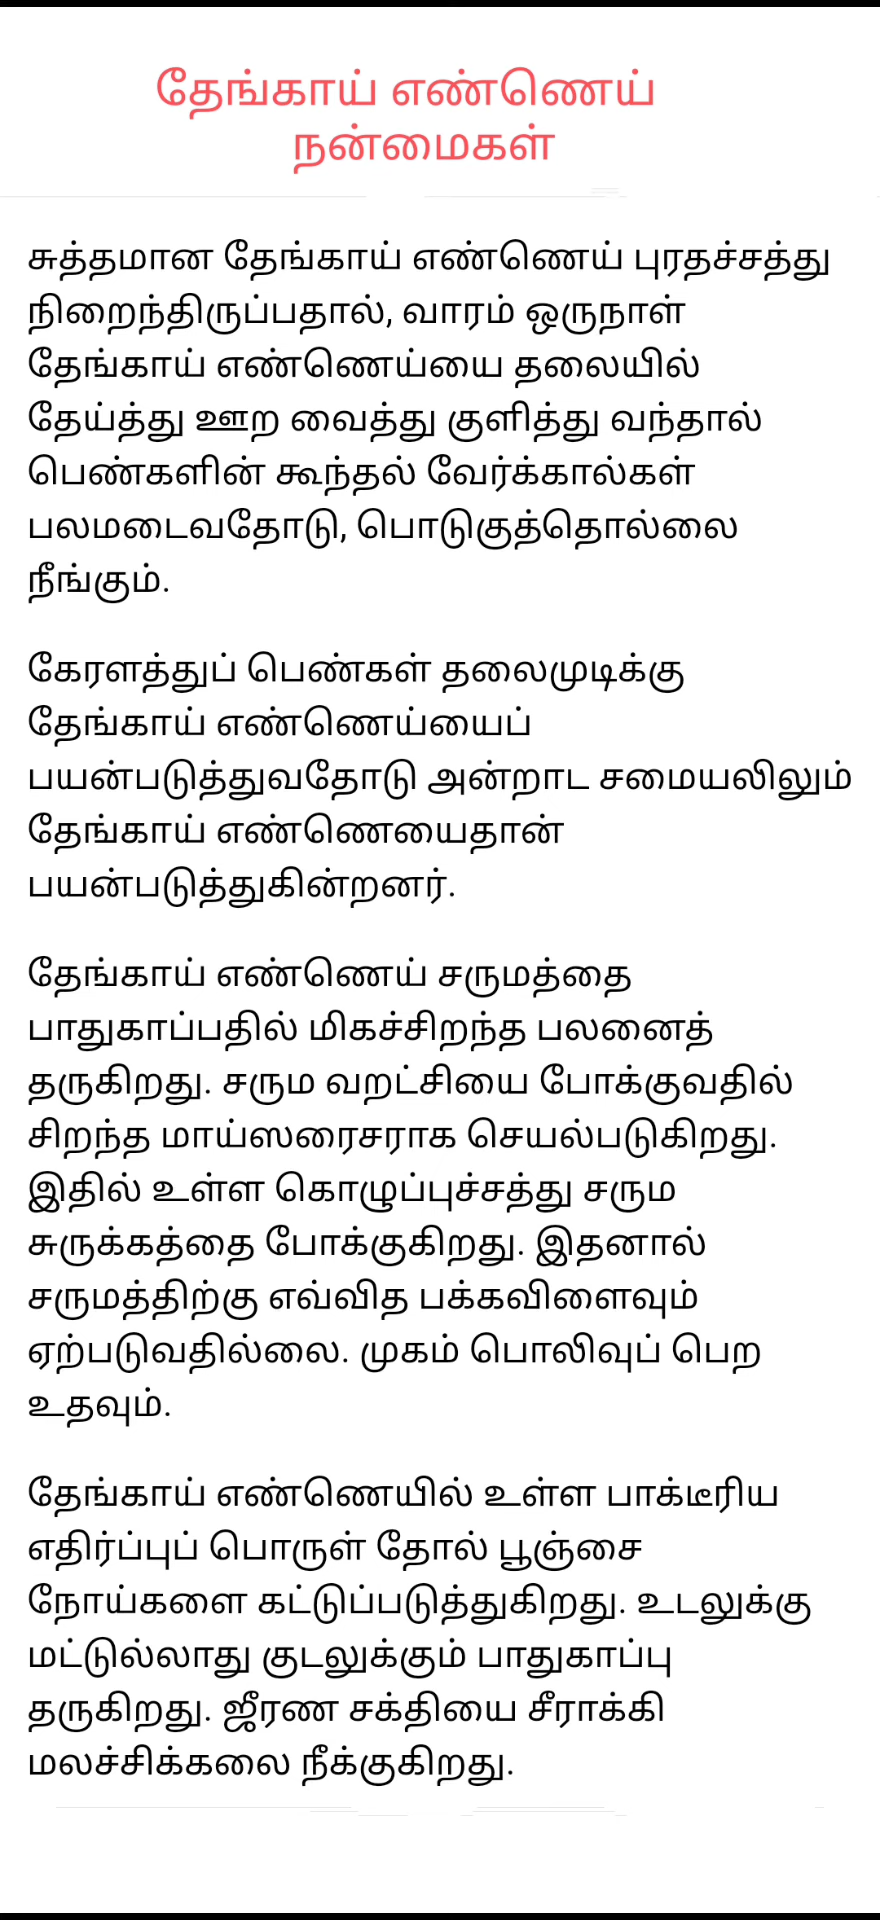 தேங்காய் எண்ணெய்
நன்மைகள்
சுத்தமான தேங்காய் எண்ணெய் புரதச்சத்து
நிறைந்திருப்பதால், வாரம் ஒருநாள்
தேங்காய் எண்ணெய்யை தலையில்
தேய்த்து ஊற வைத்து குளித்து வந்தால்
பெண்களின் கூந்தல் வேர்க்கால்கள்
பலமடைவதோடு, பொடுகுத்தொல்லை
நீங்கும்.
கேரளத்துப் பெண்கள் தலைமுடிக்கு
தேங்காய் எண்ணெய்யைப்
பயன்படுத்துவதோடு அன்றாட சமையலிலும்
தேங்காய் எண்ணெயைதான்
பயன்படுத்துகின்றனர்.
தேங்காய் எண்ணெய் சருமத்தை
பாதுகாப்பதில் மிகச்சிறந்த பலனைத்
தருகிறது. சரும வறட்சியை போக்குவதில்
சிறந்த மாய்ஸரைசராக செயல்படுகிறது.
இதில் உள்ள கொழுப்புச்சத்து சரும
சுருக்கத்தை போக்குகிறது. இதனால்
சருமத்திற்கு எவ்வித பக்கவிளைவும்
ஏற்படுவதில்லை. முகம் பொலிவுப் பெற
உதவும்.
தேங்காய் எண்ணெயில் உள்ள பாக்டீரிய
எதிர்ப்புப் பொருள் தோல் பூஞ்சை
நோய்களை கட்டுப்படுத்துகிறது. உடலுக்கு
மட்டுல்லாது குடலுக்கும் பாதுகாப்பு
தருகிறது. ஜீரண சக்தியை சீராக்கி
மலச்சிக்கலை நீக்குகிறது.